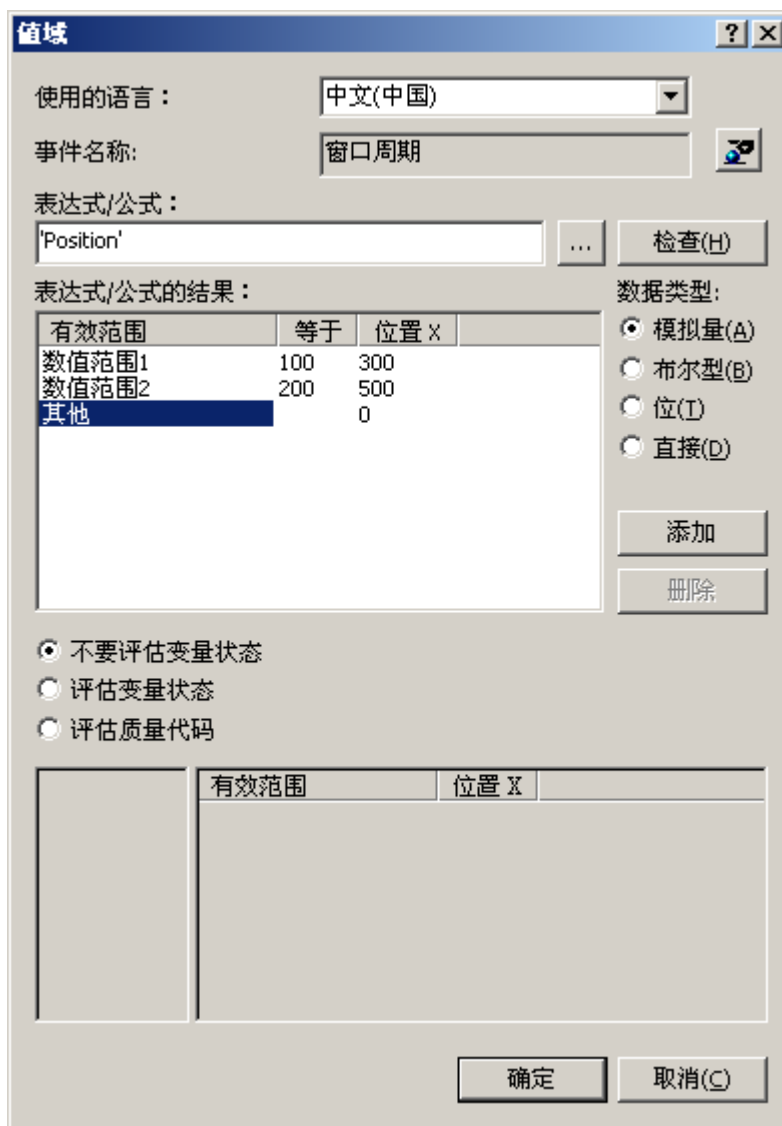 值域
使用的语言： 中文(中国)
事件名称: 窗口周期
表达式/公式：
'Position' ... 检查(H)
表达式/公式的结果： 数据类型:
有效范围 等于 位置 X
数值范围1 100 300
数值范围2 200 500
其他 0
模拟量(A)
布尔型(B)
位(T)
直接(D)
添加
删除
不要评估变量状态
评估变量状态
评估质量代码
有效范围 位置 X
确定 取消(C)